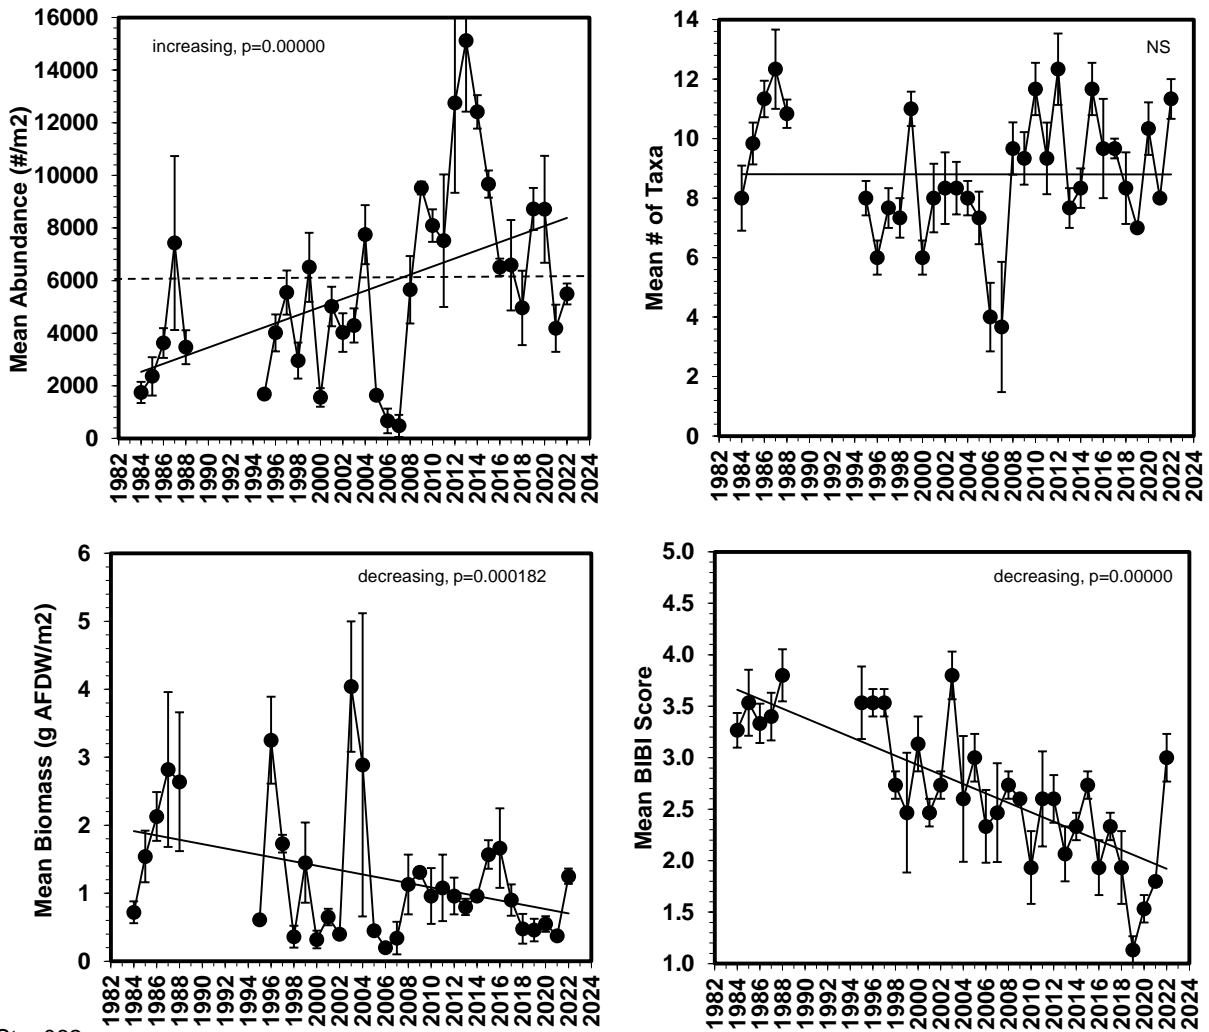 16000
14000
12000
10000
8000
6000
4000
2000
0
Mean Abundance (#/m2)
increasing, p=0.00000
1982 1984 1986 1988 1990 1992 1994 1996 1998 2000 2002 2004 2006 2008 2010 2012 2014 2016 2018 2020 2022 2024
14
12
10
8
6
4
2
0
Mean # of Taxa
NS
1982 1984 1986 1988 1990 1992 1994 1996 1998 2000 2002 2004 2006 2008 2010 2012 2014 2016 2018 2020 2022 2024
6
5
4
3
2
1
0
Mean Biomass (g AFDW/m2)
decreasing, p=0.000182
1982 1984 1986 1988 1990 1992 1994 1996 1998 2000 2002 2004 2006 2008 2010 2012 2014 2016 2018 2020 2022 2024
5.0
4.5
4.0
3.5
3.0
2.5
2.0
1.5
1.0
Mean BIBI Score
decreasing, p=0.00000
1982 1984 1986 1988 1990 1992 1994 1996 1998 2000 2002 2004 2006 2008 2010 2012 2014 2016 2018 2020 2022 2024